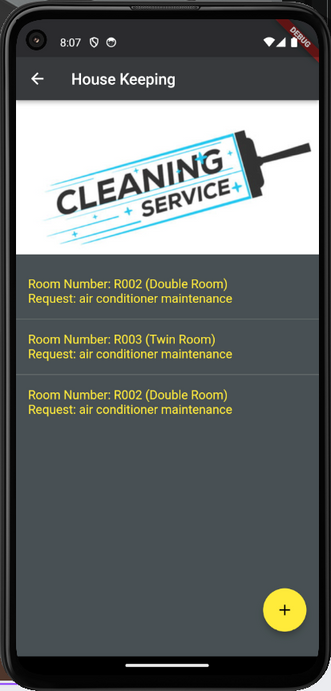 8:07
DEBUG
House Keeping
CLEANING
SERVICE
Room Number: R002 (Double Room)
Request: air conditioner maintenance
Room Number: R003 (Twin Room)
Request: air conditioner maintenance
Room Number: R002 (Double Room)
Request: air conditioner maintenance
+